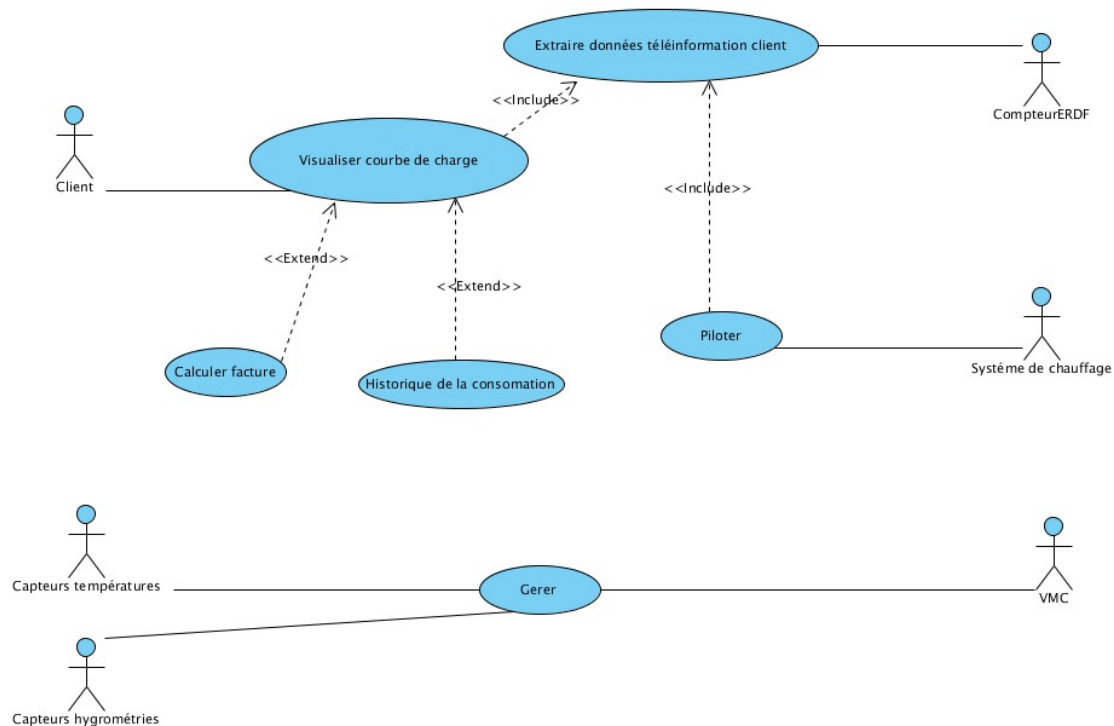 Extraire données téléinformation client
CompteurERDF
<<Include>>
Visualiser courbe de charge
Client
<<Include>>
<<Extend>>
<<Extend>>
Piloter
Systéme de chauffage
Calculer facture
Historique de la consomation
Capteurs températures
Gerer
VMC
Capteurs hygrométries